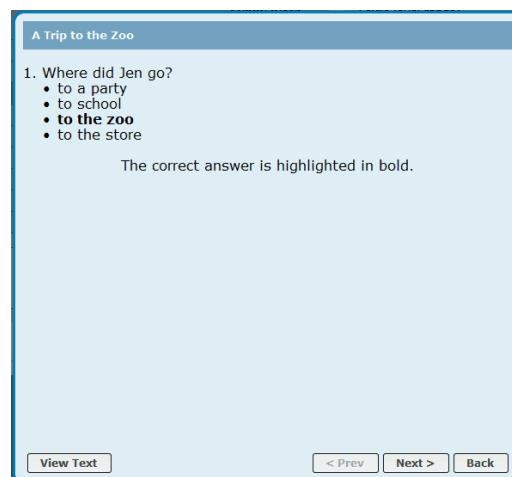 A Trip to the Zoo
1. Where did Jen go?
• to a party
• to school
• to the zoo
• to the store
The correct answer is highlighted in bold.
View Text
< Prev
Next >
Back